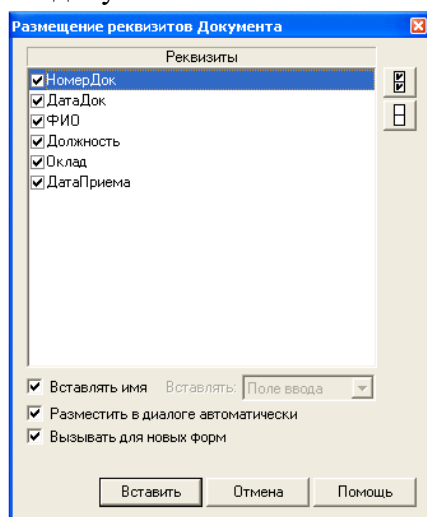 Размещение реквизитов Документа
Реквизиты
НомерДок
ДатаДок
ФИО
Должность
Оклад
ДатаПриема
Вставлять имя Вставлять: Поле ввода
Разместить в диалоге автоматически
Вызывать для новых форм
Вставить Отмена Помощь